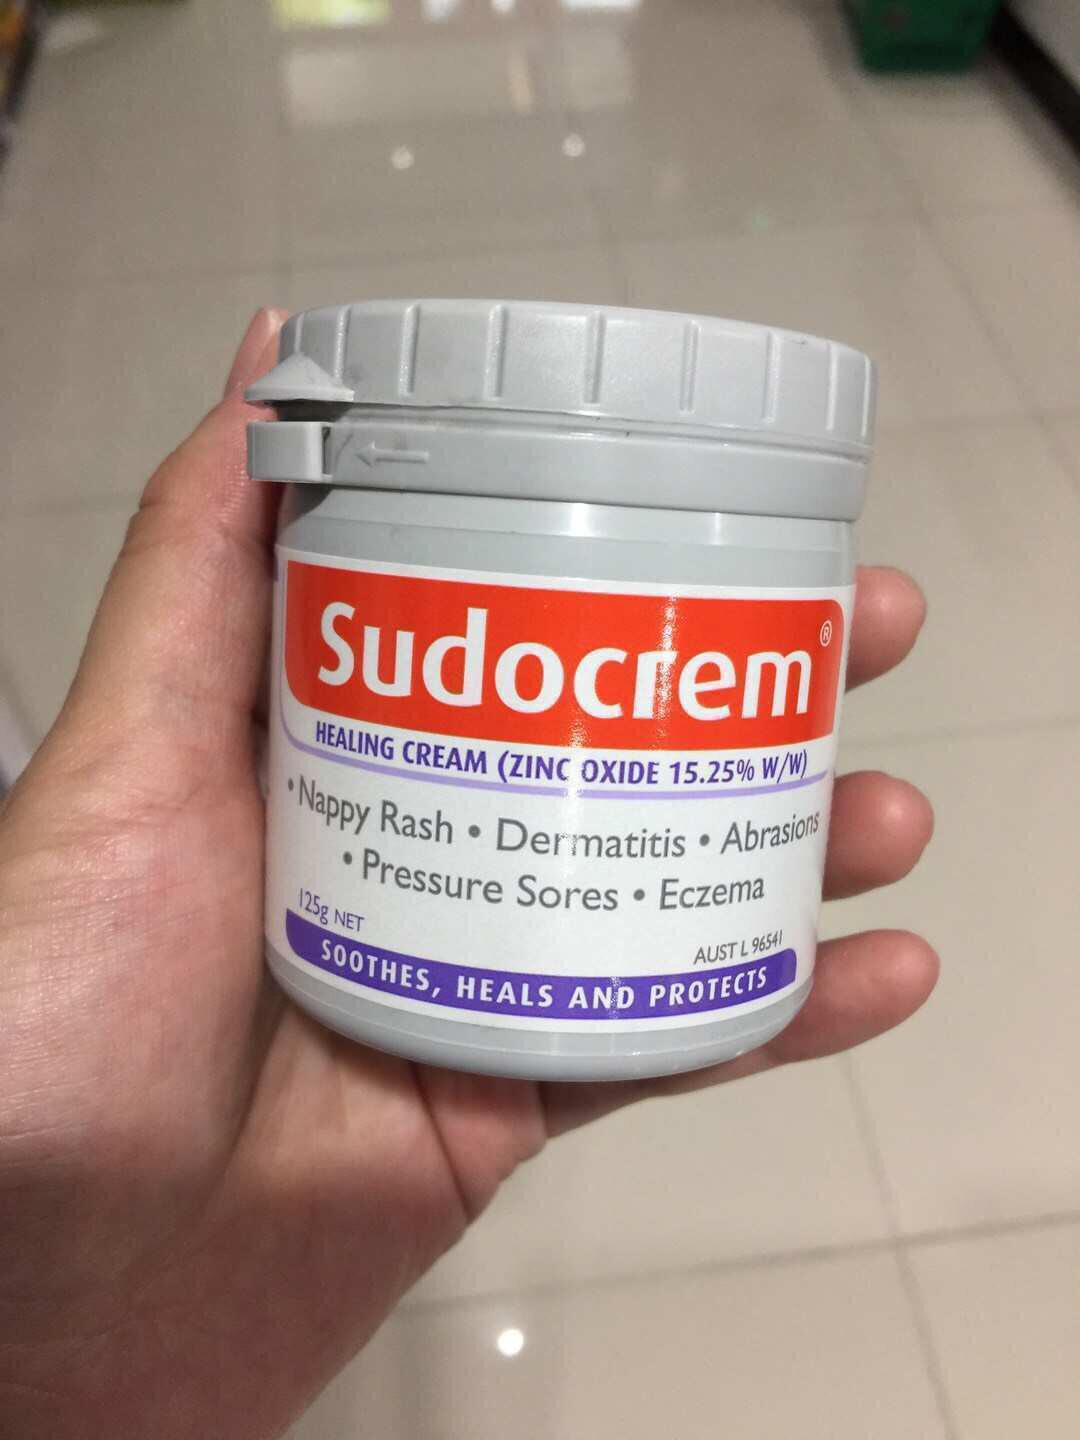 Sudocrem®
HEALING CREAM (ZINC OXIDE 15.25% W/W)
• Nappy Rash • Dermatitis • Abrasions
• Pressure Sores • Eczema
125g NET
AUST L 96541
SOOTHES, HEALS AND PROTECTS